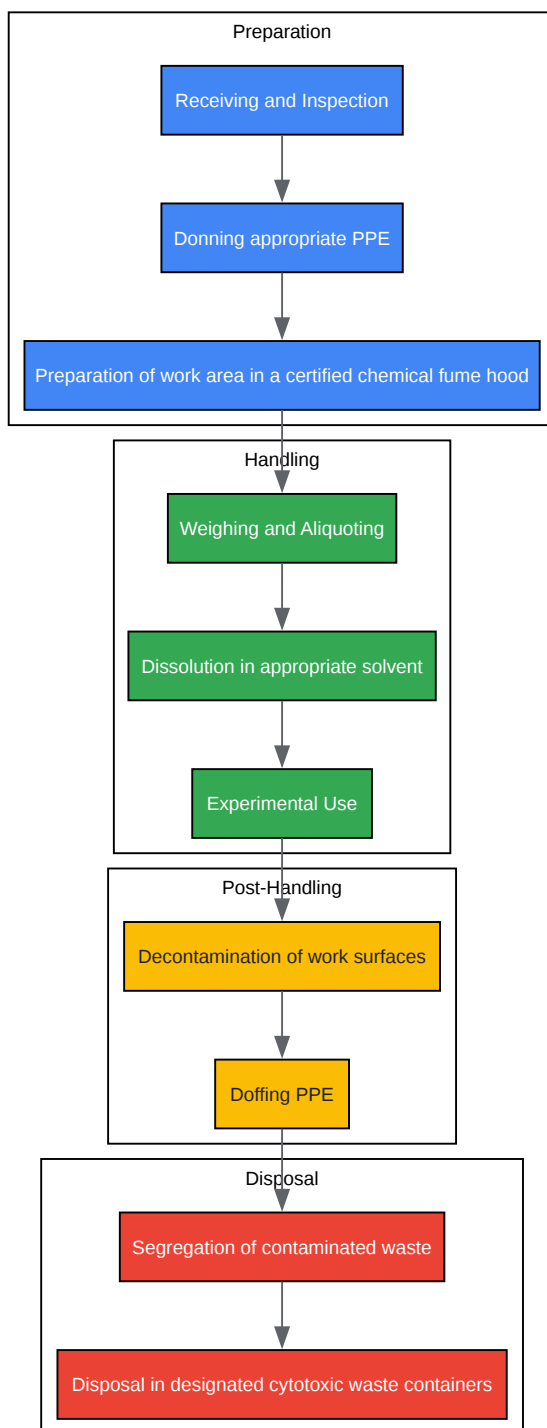 Preparation
Receiving and Inspection
Donning appropriate PPE
Preparation of work area in a certified chemical fume hood
Handling
Weighing and Aliquoting
Dissolution in appropriate solvent
Experimental Use
Post-Handling
Decontamination of work surfaces
Doffing PPE
Disposal
Segregation of contaminated waste
Disposal in designated cytotoxic waste containers